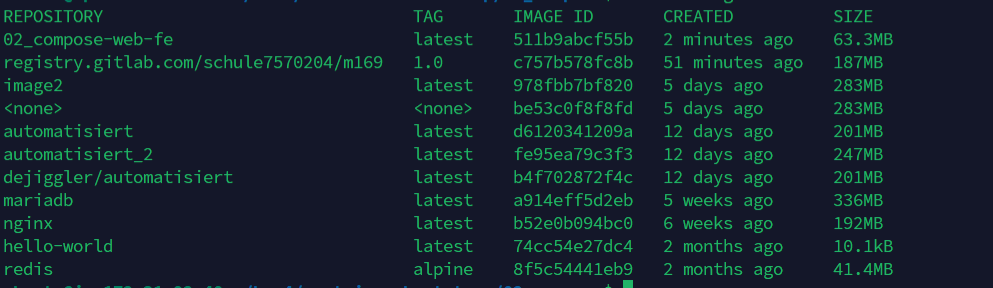 REPOSITORY TAG IMAGE ID CREATED SIZE
02_compose-web-fe latest 511b9abcf55b 2 minutes ago 63.3MB
registry.gitlab.com/schule7570204/m169 1.0 c757b578fc8b 51 minutes ago 187MB
image2 latest 978fbb7bf820 5 days ago 283MB
<none> <none> be53c0f8f8fd 5 days ago 283MB
automatisiert latest d6120341209a 12 days ago 201MB
automatisiert_2 latest fe95ea79c3f3 12 days ago 247MB
dejiggler/automatisiert latest b4f702872f4c 12 days ago 201MB
mariadb latest a914eff5d2eb 5 weeks ago 336MB
nginx latest b52e0b094bc0 6 weeks ago 192MB
hello-world latest 74cc54e27dc4 2 months ago 10.1kB
redis alpine 8f5c54441eb9 2 months ago 41.4MB